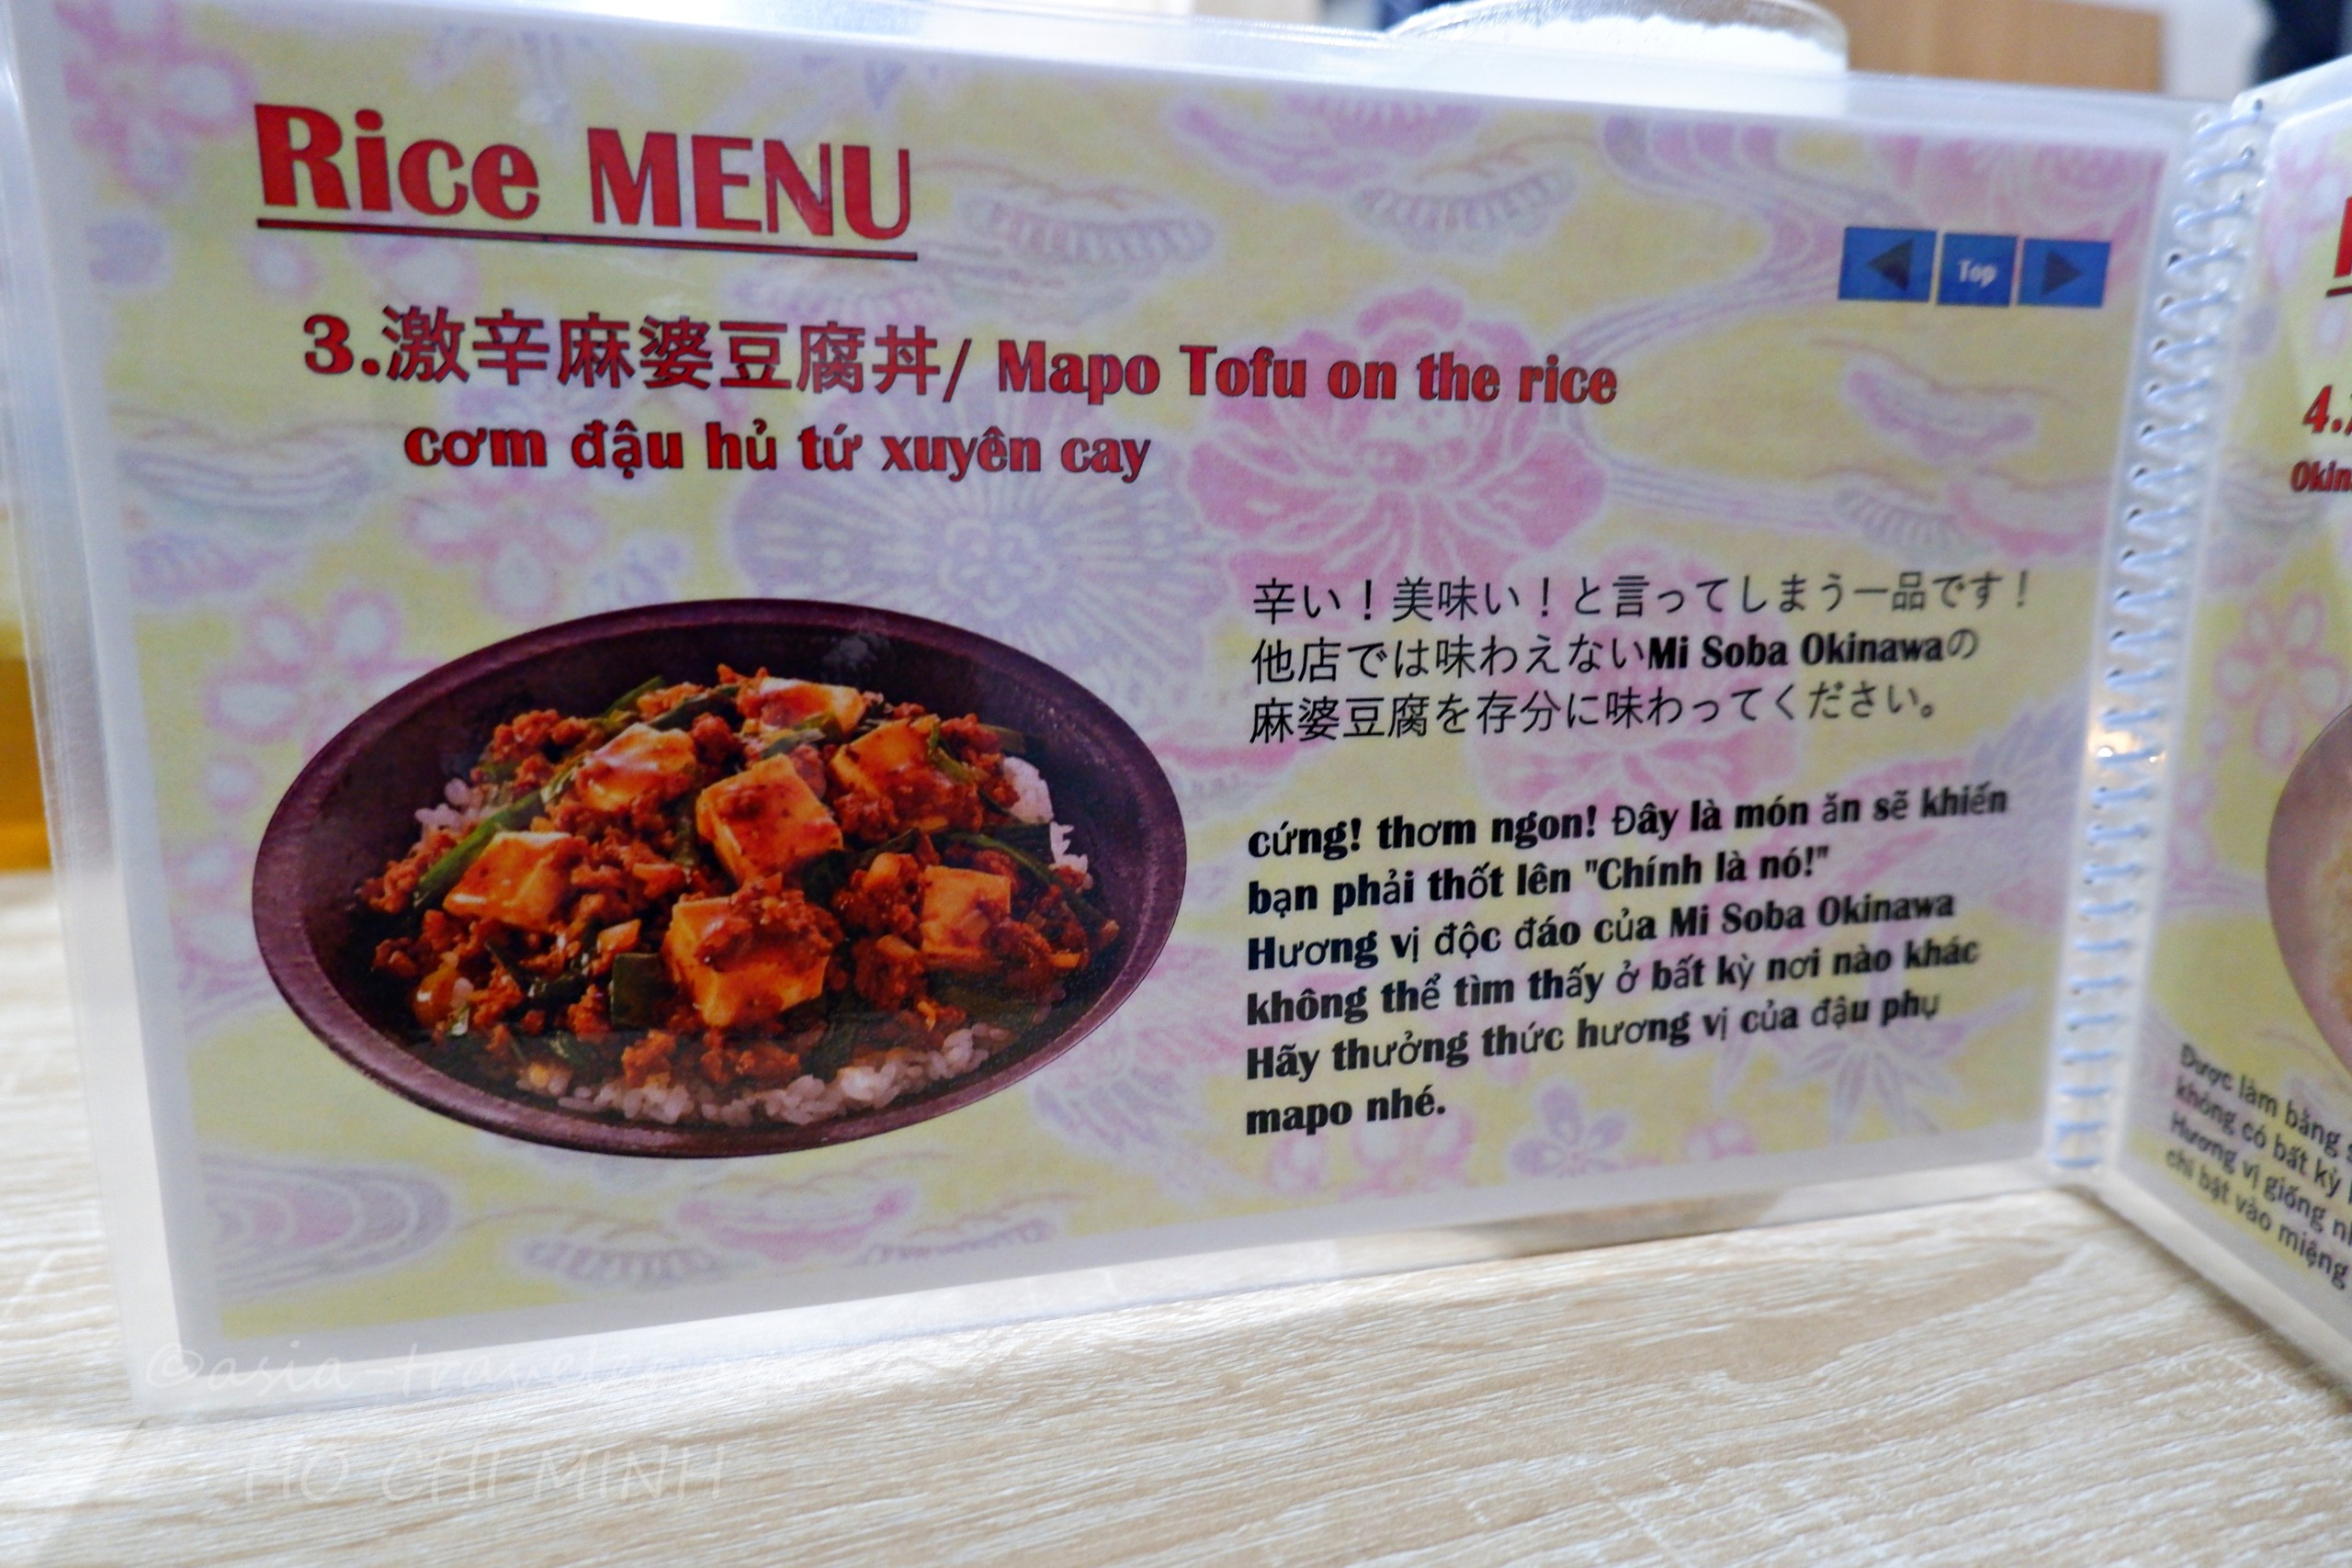 Rice MENU
Top
3.激辛麻婆豆腐丼/ Mapo Tofu on the rice
cơm đậu hủ tứ xuyên cay
辛い！美味い！と言ってしまう一品です！
他店では味わえないMi Soba Okinawaの
麻婆豆腐を存分に味わってください。
cứng! thơm ngon! Đây là món ăn sẽ khiến
bạn phải thốt lên "Chính là nó!"
Hương vị độc đáo của Mi Soba Okinawa
không thể tìm thấy ở bất kỳ nơi nào khác
Hãy thưởng thức hương vị của đậu phụ
mapo nhé.
4.
Được làm bằng
không có bất kỳ
Hương vị giống
chỉ bật vào miệng
HO CHI MINH